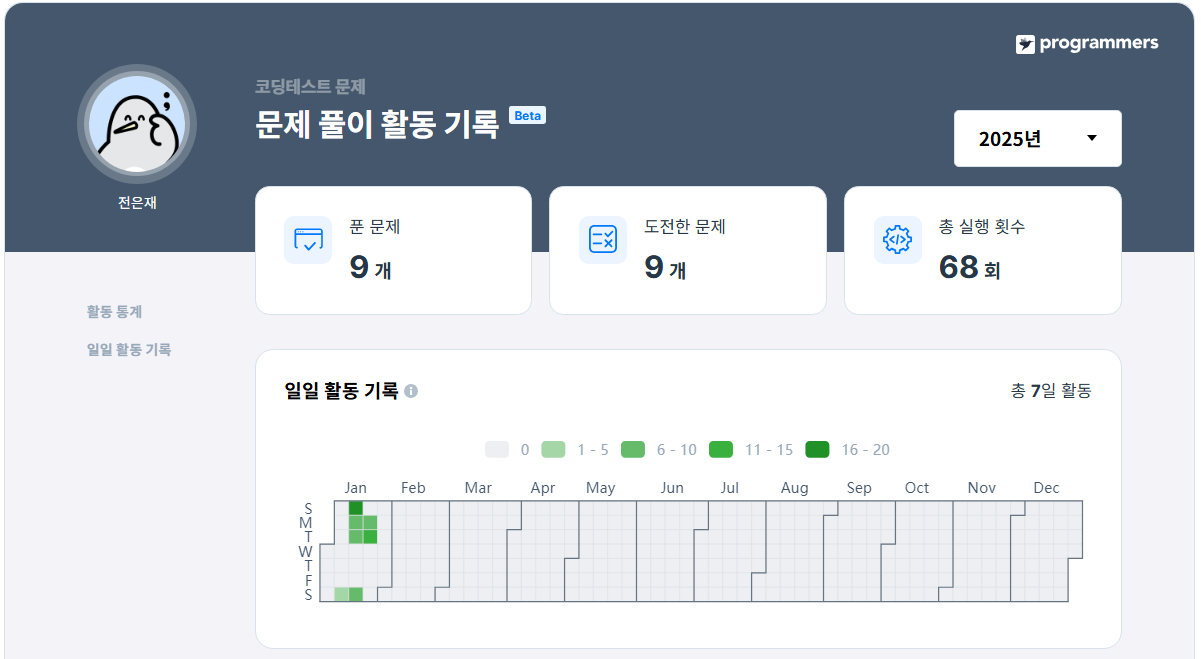 programmers
코딩테스트 문제
문제 풀이 활동 기록 Beta
2025년
전은재
푼 문제
9 개
도전한 문제
9 개
총 실행 횟수
68 회
활동 통계
일일 활동 기록
일일 활동 기록
총 7일 활동
0 1 - 5 6 - 10 11 - 15 16 - 20
Jan Feb Mar Apr May Jun Jul Aug Sep Oct Nov Dec
S
M
T
W
T
F
S